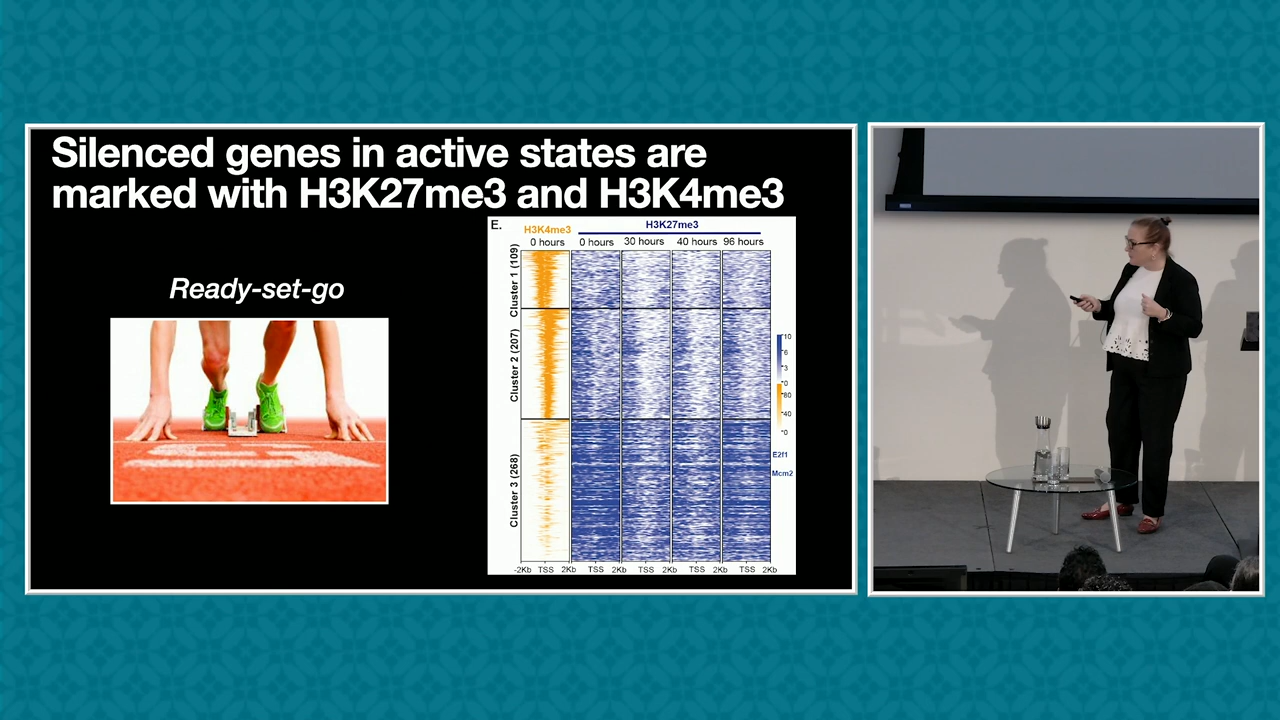 Silenced genes in active states are
marked with H3K27me3 and H3K4me3
Ready-set-go
E.
H3K4me3
H3K27me3
0 hours
0 hours
30 hours
40 hours
96 hours
Cluster 1 (109)
Cluster 2 (207)
Cluster 3 (268)
10
6
3
0
80
40
0
E2f1
Mcm2
-2Kb
TSS
2Kb
TSS
2Kb
TSS
2Kb
TSS
2Kb
TSS
2Kb